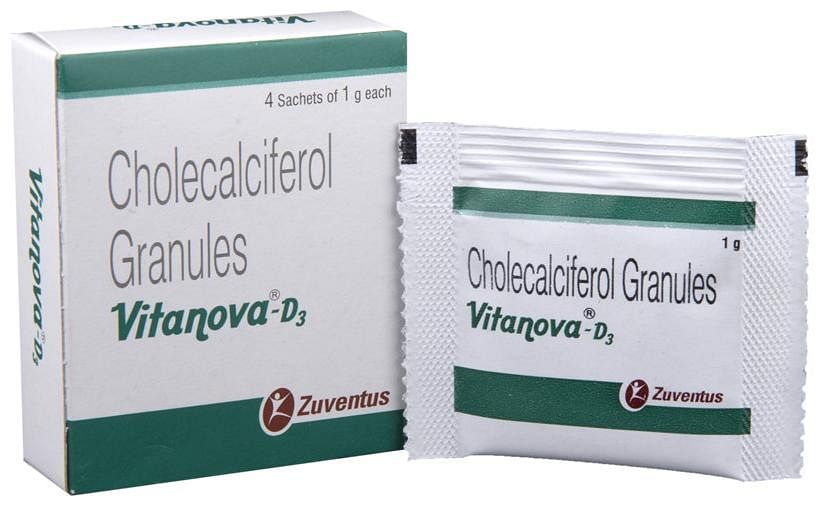 Vitanova®-D3
4 Sachets of 1 g each
Cholecalciferol
Granules
Vitanova®-D3
Zuventus
1 g
Cholecalciferol Granules
Vitanova®-D3
Zuventus